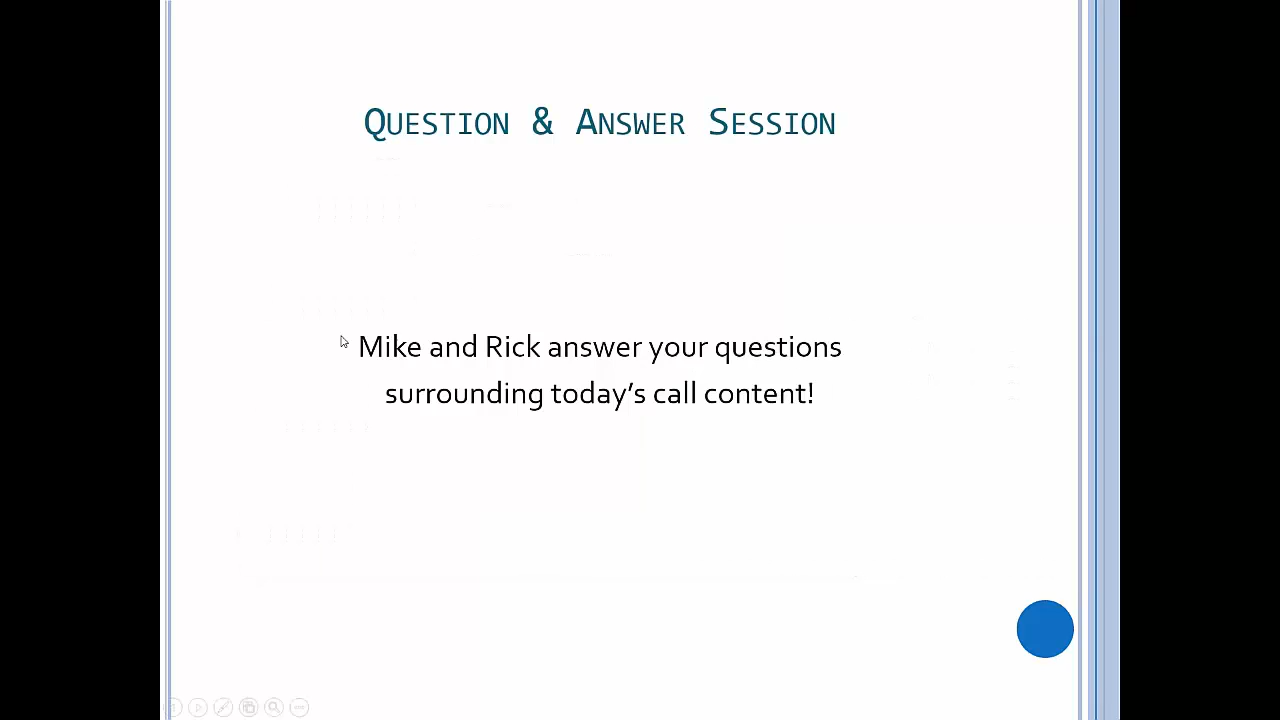 Question & Answer Session
Mike and Rick answer your questions
surrounding today’s call content!